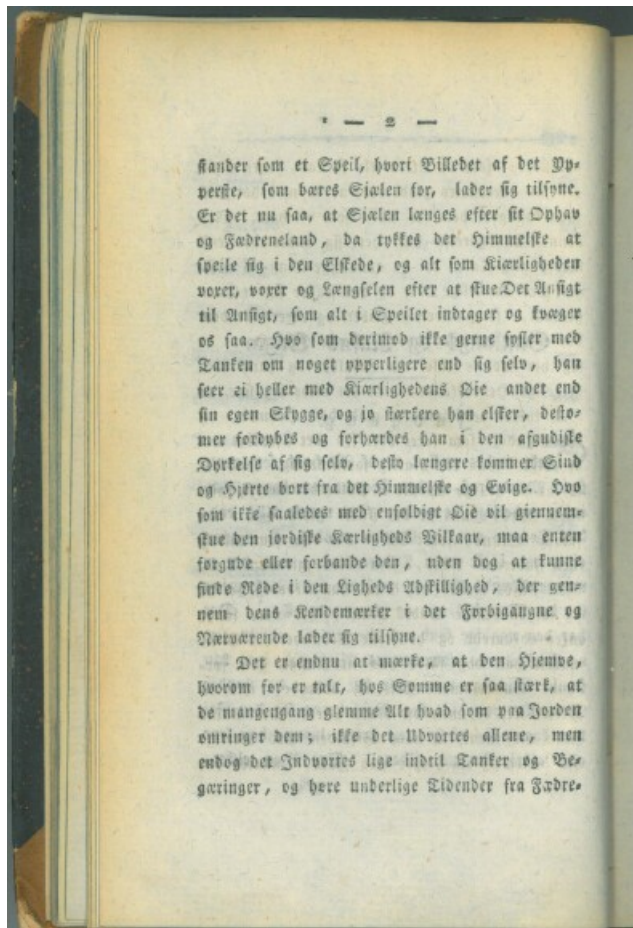 — 2 —
stander som et Speil, hvori Billedet af det Yp-
perste, som bæres Sjælen for, lader sig tilsyne.
Er det nu saa, at Sjælen længes efter sit Ophav
og Fædreneland, da tykkes det Himmelske at
speile sig i den Elskede, og alt som Kiærligheden
voxer, voxer og Længselen efter at skue Det Ansigt
til Ansigt, som alt i Speilet indtager og kvæger
os saa. Hvo som derimod ikke gerne sysler med
Tanken om noget ypperligere end sig selv, han
seer ei heller med Kiærlighedens Øie andet end
sin egen Skygge, og jo stærkere han elsker, desto-
mer fordybes og forhærdes han i den afgudiske
Dyrkelse af sig selv, desto længere kommer Sind
og Hjerte bort fra det Himmelske og Evige. Hvo
som ikke saaledes med enfoldigt Øie vil giennem-
skue den jordiske Kærligheds Vilkaar, maa enten
forgude eller forbande den, uden dog at kunne
finde Rede i den Ligheds Adskillighed, der gen-
nem dens Kendemærker i det Forbigangne og
Nærværende lader sig tilsyne.
Det er endnu at mærke, at den Hjemve,
hvorom før er talt, hos Somme er saa stærk, at
de mangengang glemme Alt hvad som paa Jorden
omringer dem; ikke det Udvortes allene, men
endog det Indvortes lige indtil Tanker og Be-
gæringer, og høre underlige Tidender fra Fædre-